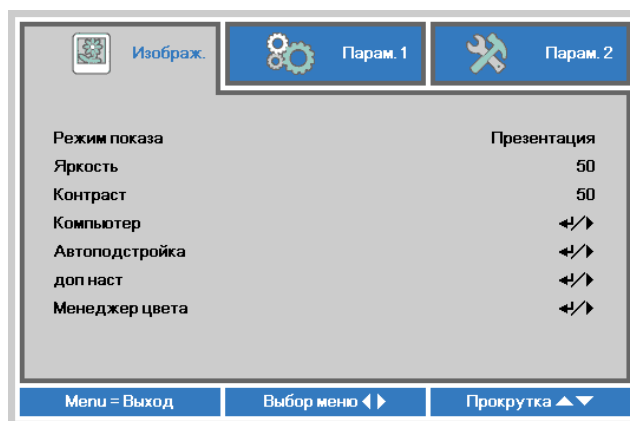 Изображ. Парам. 1 Парам. 2
Режим показа Презентация
Яркость 50
Контраст 50
Компьютер ↵/▶
Автоподстройка ↵/▶
доп наст ↵/▶
Менеджер цвета ↵/▶
Menu = Выход Выбор меню ◀▶ Прокрутка ▲▼